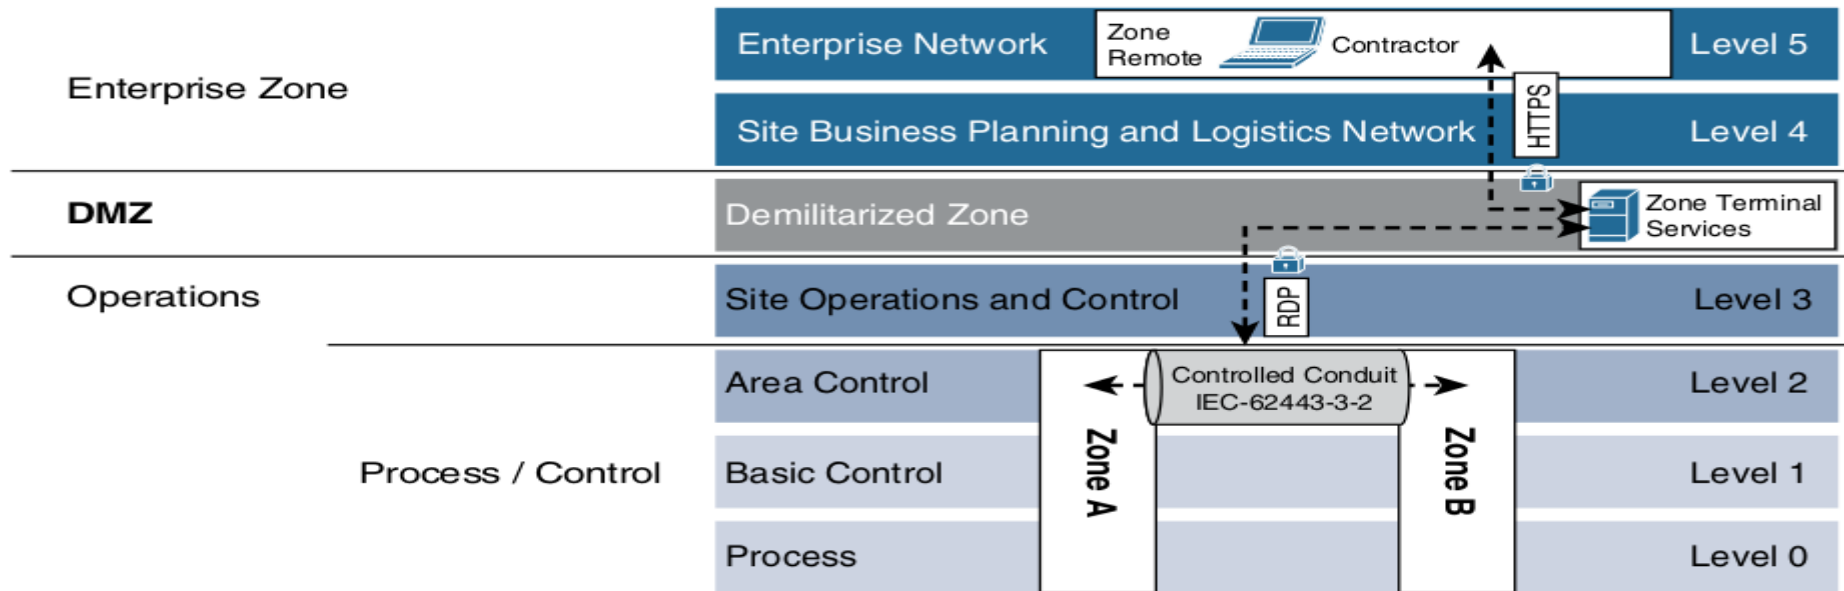 Enterprise Zone
Enterprise Network
Zone
Remote
Contractor
Level 5
HTTPS
Site Business Planning and Logistics Network
Level 4
DMZ
Demilitarized Zone
Zone Terminal
Services
Operations
Site Operations and Control
RDP
Level 3
Process / Control
Area Control
Controlled Conduit
IEC-62443-3-2
Level 2
Zone A
Zone B
Basic Control
Level 1
Process
Level 0